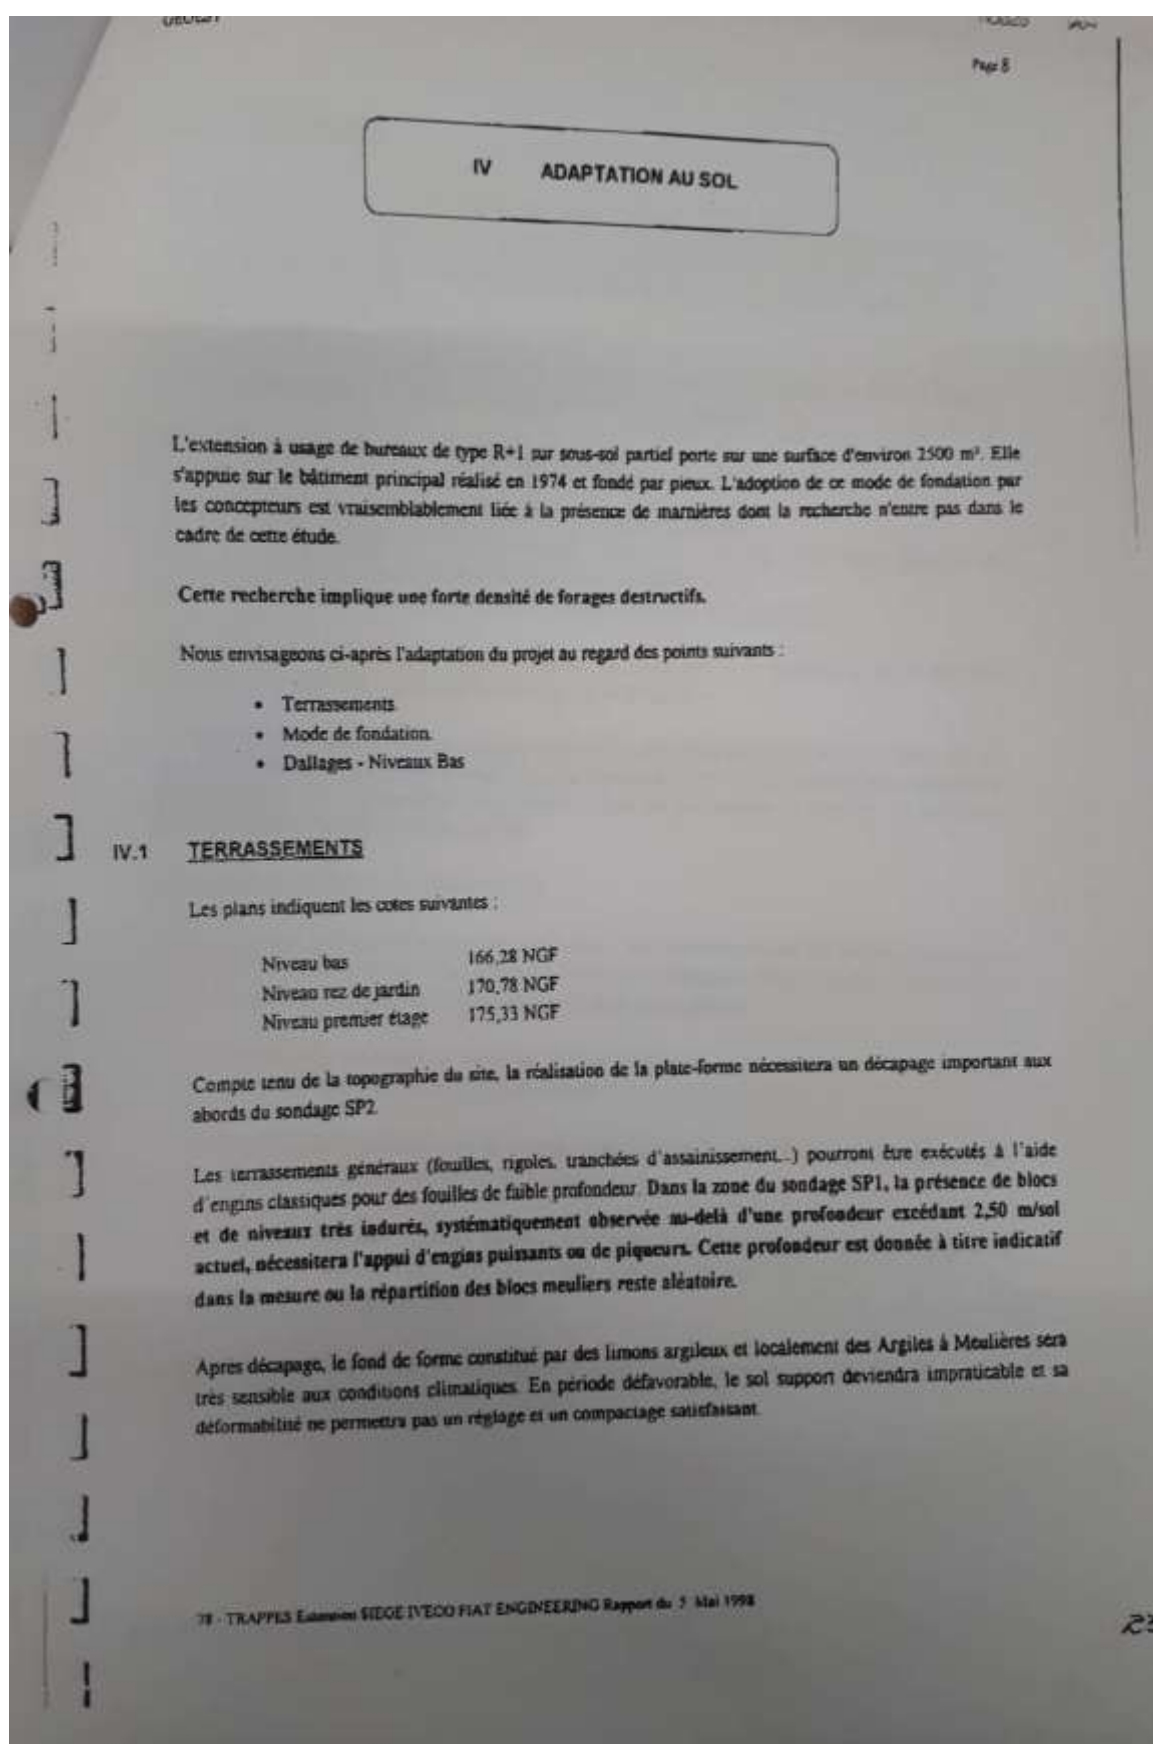 Page 8
IV ADAPTATION AU SOL
L'extension à usage de bureaux de type R+1 sur sous-sol partiel porte sur une surface d'environ 2500 m². Elle
s'appuie sur le bâtiment principal réalisé en 1974 et fondé par pieux. L'adoption de ce mode de fondation par
les concepteurs est vraisemblablement liée à la présence de marnières dont la recherche n'entre pas dans le
cadre de cette étude.
Cette recherche implique une forte densité de forages destructifs.
Nous envisageons ci-après l'adaptation du projet au regard des points suivants :
• Terrassements
• Mode de fondation
• Dallages - Niveaux Bas
IV.1 TERRASSEMENTS
Les plans indiquent les cotes suivantes :
Niveau bas 166,28 NGF
Niveau rez de jardin 170,78 NGF
Niveau premier étage 175,33 NGF
Compte tenu de la topographie du site, la réalisation de la plate-forme nécessitera un décapage important aux
abords du sondage SP2.
Les terrassements généraux (fouilles, rigoles, tranchées d'assainissement...) pourront être exécutés à l'aide
d'engins classiques pour des fouilles de faible profondeur. Dans la zone du sondage SP1, la présence de blocs
et de niveaux très indurés, systématiquement observée au-delà d'une profondeur excédant 2,50 m/sol
actuel, nécessitera l'appui d'engins puissants ou de piqueurs. Cette profondeur est donnée à titre indicatif
dans la mesure ou la répartition des blocs meuliers reste aléatoire.
Apres décapage, le fond de forme constitué par des limons argileux et localement des Argiles à Meulières sera
très sensible aux conditions climatiques. En période défavorable, le sol support deviendra impraticable et sa
déformabilité ne permettra pas un réglage et un compactage satisfaisant.
78 - TRAPPES Extension SIEGE IVECO FIAT ENGINEERING Rapport du 5 Mai 1998